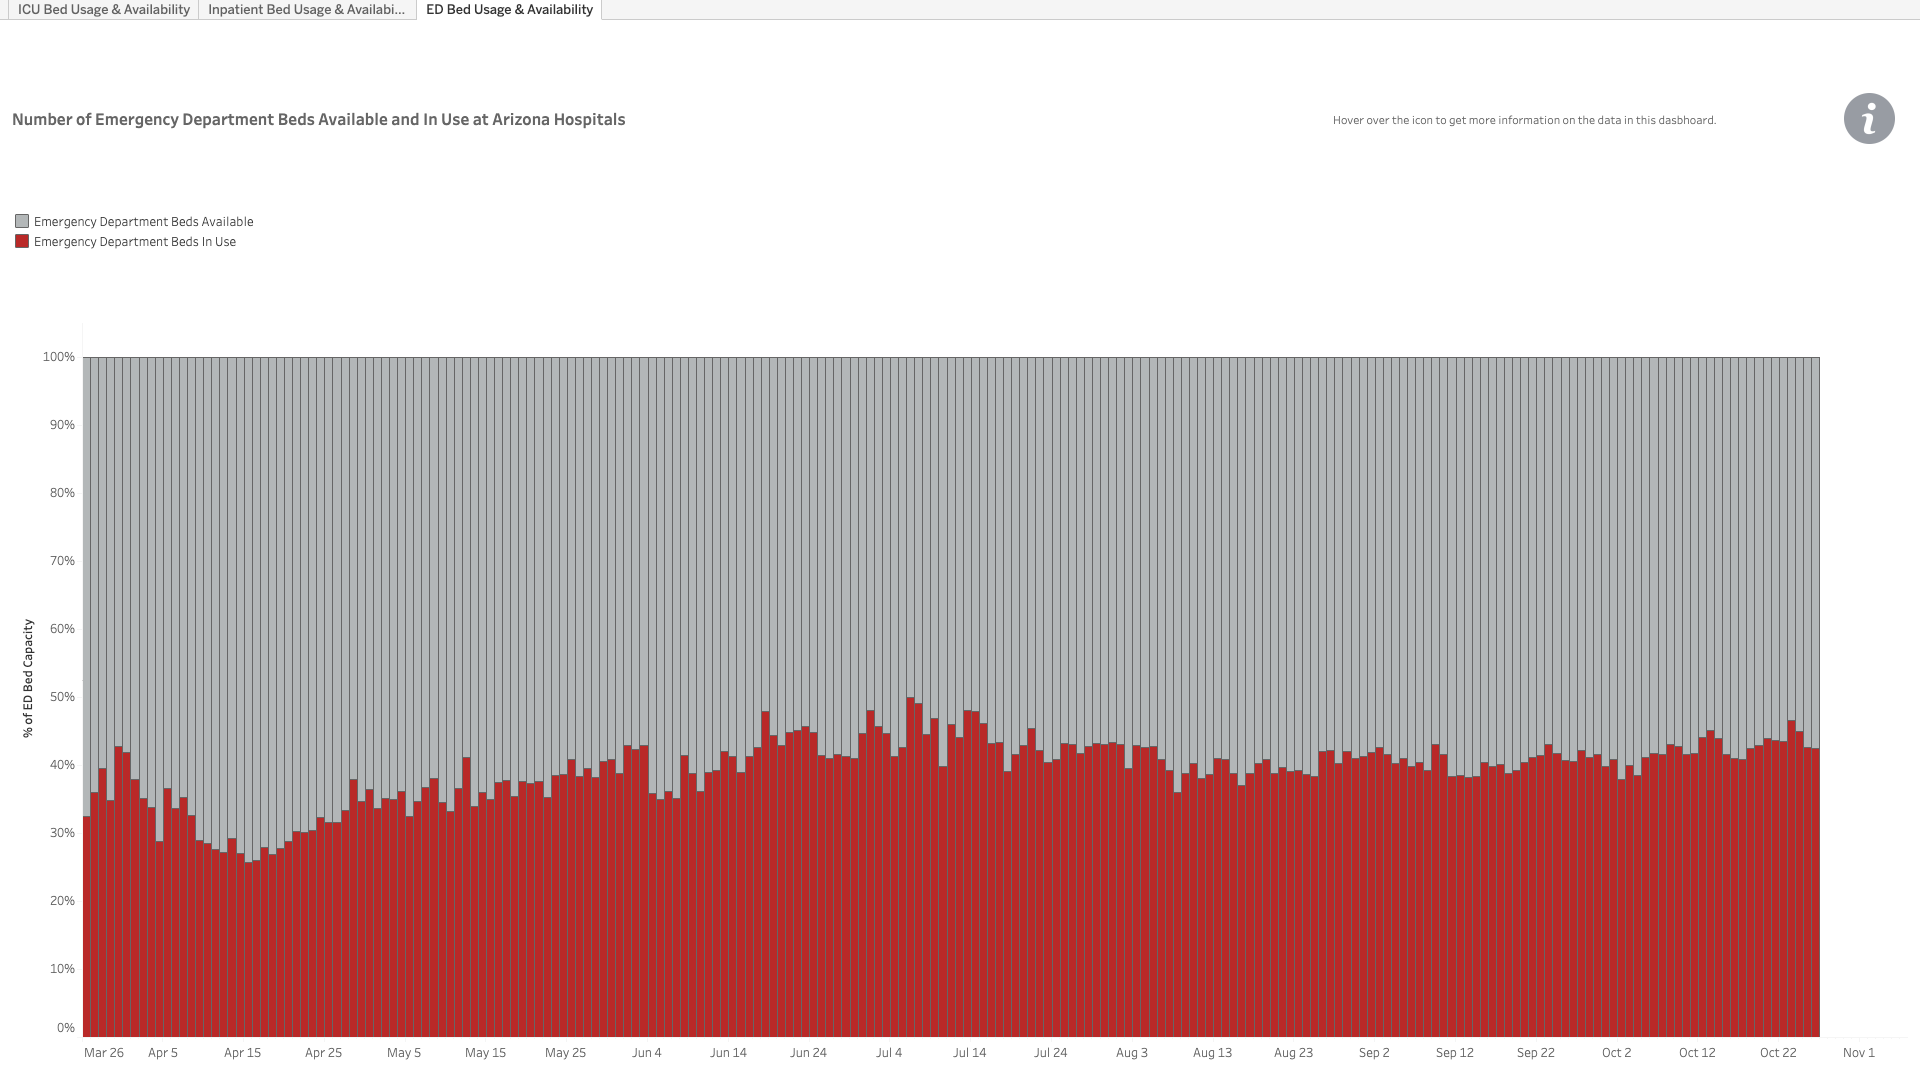 ICU Bed Usage & Availability
Inpatient Bed Usage & Availabi...
ED Bed Usage & Availability
Number of Emergency Department Beds Available and In Use at Arizona Hospitals
Hover over the icon to get more information on the data in this dasbhoard.
i
Emergency Department Beds Available
Emergency Department Beds In Use
% of ED Bed Capacity
100%
90%
80%
70%
60%
50%
40%
30%
20%
10%
0%
Mar 26 Apr 5 Apr 15 Apr 25 May 5 May 15 May 25 Jun 4 Jun 14 Jun 24 Jul 4 Jul 14 Jul 24 Aug 3 Aug 13 Aug 23 Sep 2 Sep 12 Sep 22 Oct 2 Oct 12 Oct 22 Nov 1